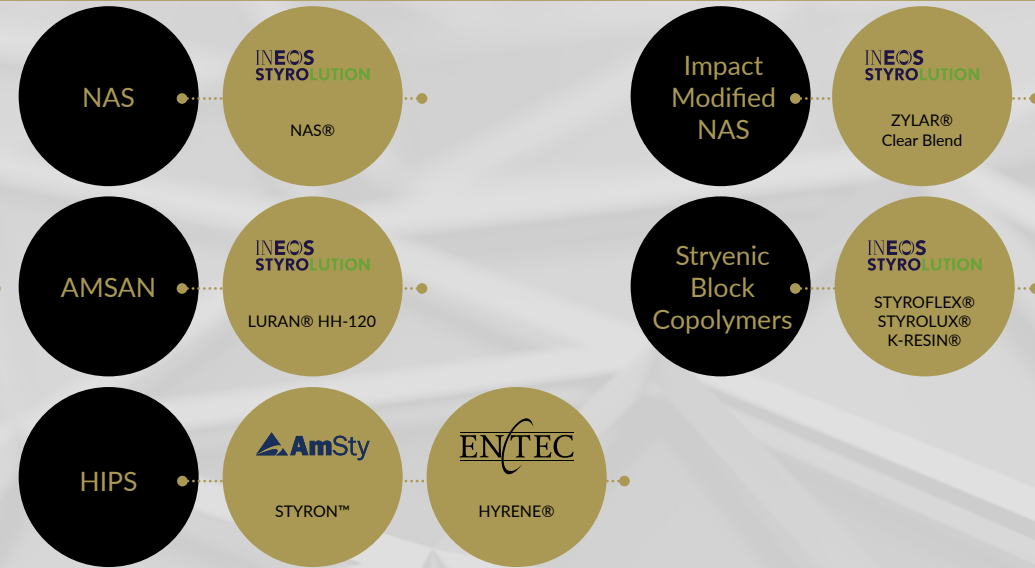 NAS
INEOS
STYROLUTION
NAS®
Impact
Modified
NAS
INEOS
STYROLUTION
ZYLAR®
Clear Blend
AMSAN
INEOS
STYROLUTION
LURAN® HH-120
Stryenic
Block
Copolymers
INEOS
STYROLUTION
STYROFLEX®
STYROLUX®
K-RESIN®
HIPS
AmSty
STYRON™
ENTEC
HYRENE®